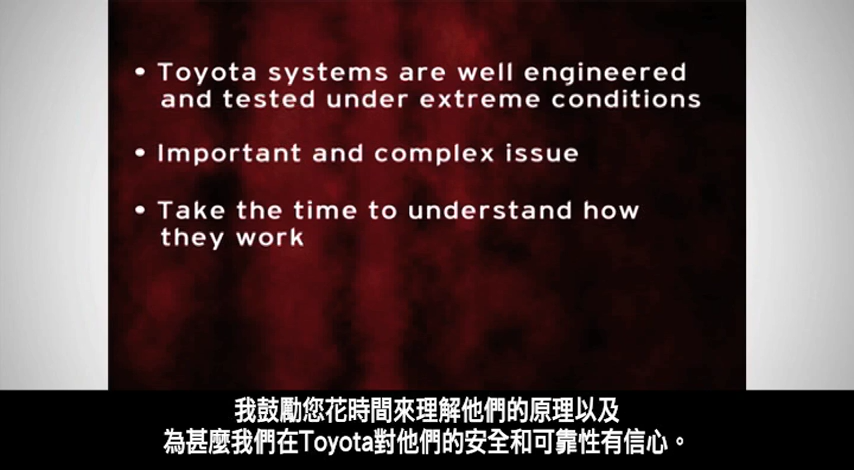 • Toyota systems are well engineered
and tested under extreme conditions
• Important and complex issue
• Take the time to understand how
they work
我鼓勵您花時間來理解他們的原理以及
為甚麼我們在Toyota對他們的安全和可靠性有信心。